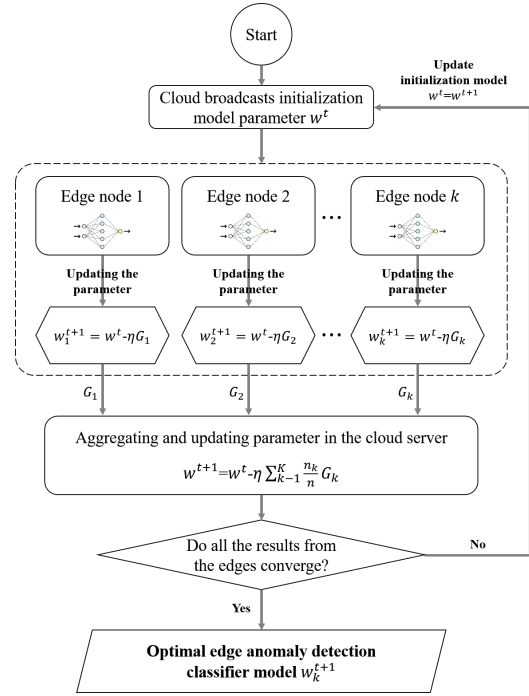 Start
Update
initialization model
w^t=w^{t+1}
Cloud broadcasts initialization
model parameter w^t
Edge node 1
Edge node 2
...
Edge node k
Updating the
parameter
Updating the
parameter
Updating the
parameter
w_1^{t+1} = w^t-ηG_1
w_2^{t+1} = w^t-ηG_2
...
w_k^{t+1} = w^t-ηG_k
G_1
G_2
G_k
Aggregating and updating parameter in the cloud server
w^{t+1}=w^t-η ∑_{k-1}^K \frac{n_k}{n} G_k
Do all the results from
the edges converge?
No
Yes
Optimal edge anomaly detection
classifier model w_k^{t+1}